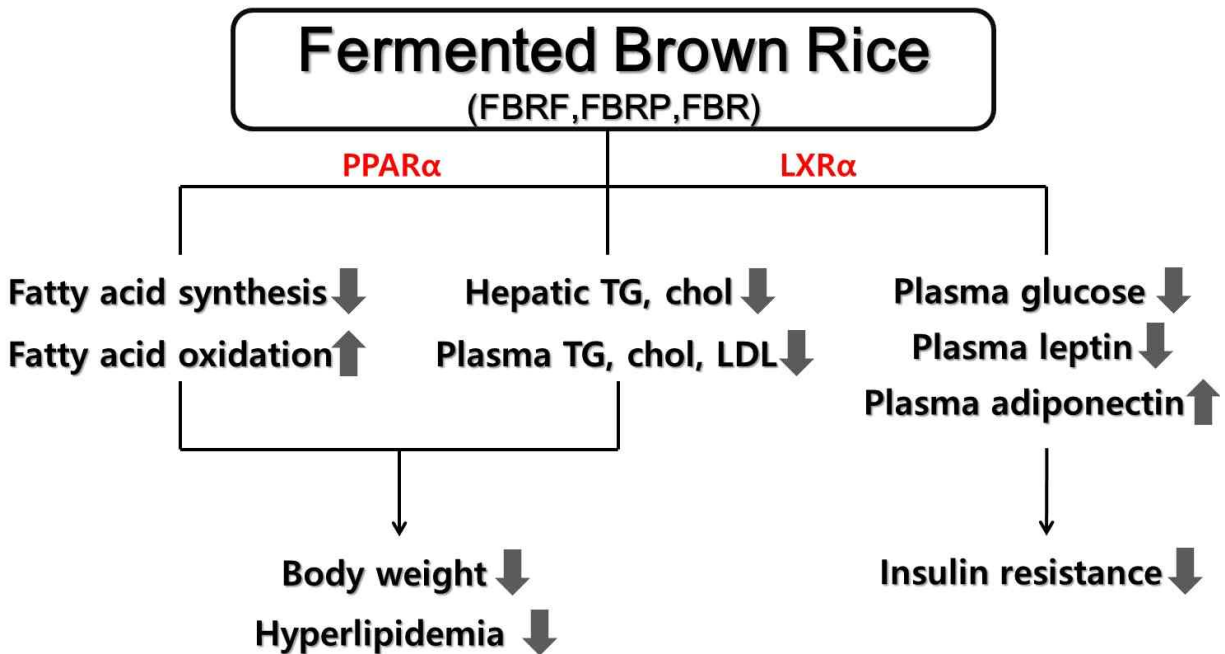 Fermented Brown Rice
(FBRF,FBRP,FBR)
PPARα
LXRα
Fatty acid synthesis
Fatty acid oxidation
Hepatic TG, chol
Plasma TG, chol, LDL
Plasma glucose
Plasma leptin
Plasma adiponectin
Body weight
Hyperlipidemia
Insulin resistance